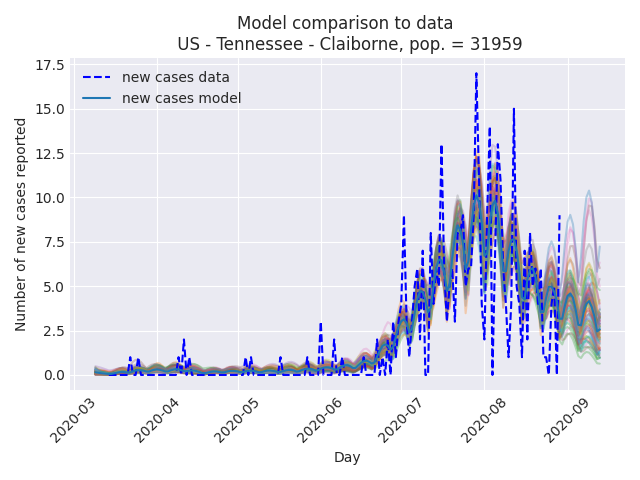 Model comparison to data
US - Tennessee - Claiborne, pop. = 31959
17.5
15.0
12.5
10.0
7.5
5.0
2.5
0.0
Number of new cases reported
new cases data
new cases model
2020-03
2020-04
2020-05
2020-06
2020-07
2020-08
2020-09
Day